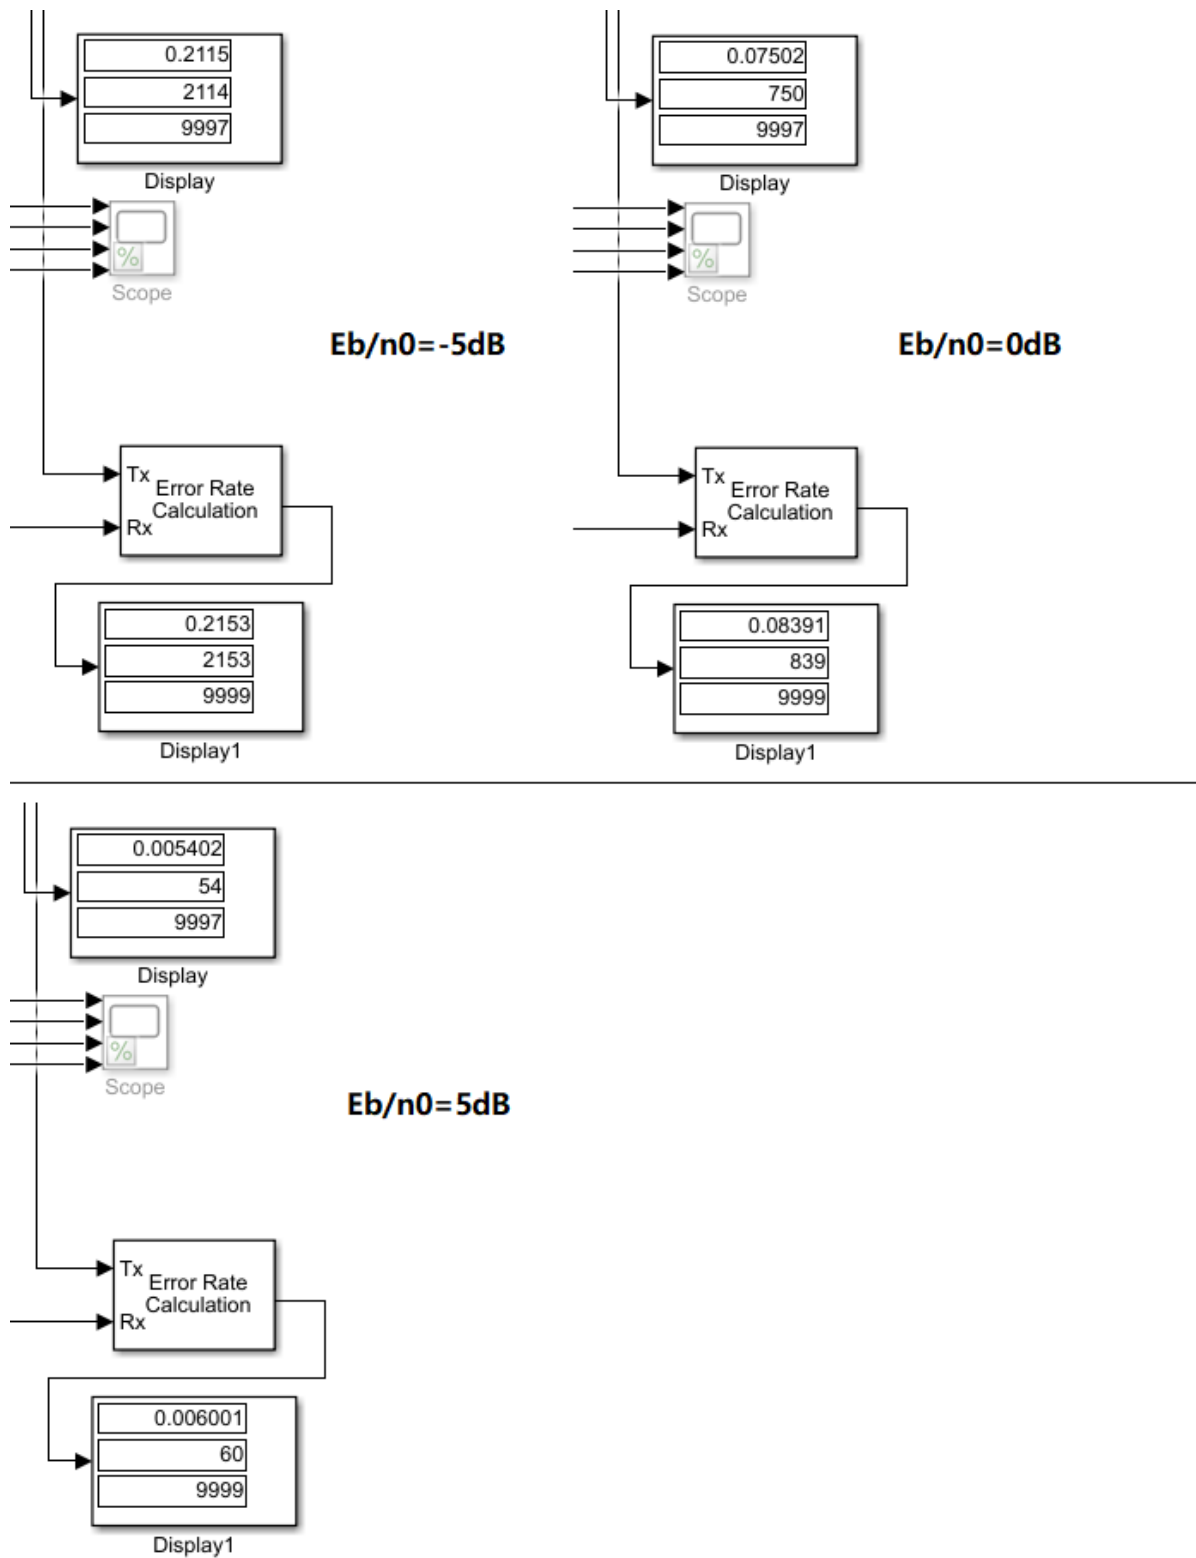 0.2115
2114
9997
Display
Scope
Eb/n0=-5dB
Tx
Error Rate
Calculation
Rx
0.2153
2153
9999
Display1
0.07502
750
9997
Display
Scope
Eb/n0=0dB
Tx
Error Rate
Calculation
Rx
0.08391
839
9999
Display1
0.005402
54
9997
Display
%
Scope
Eb/n0=5dB
Tx
Error Rate
Calculation
Rx
0.006001
60
9999
Display1